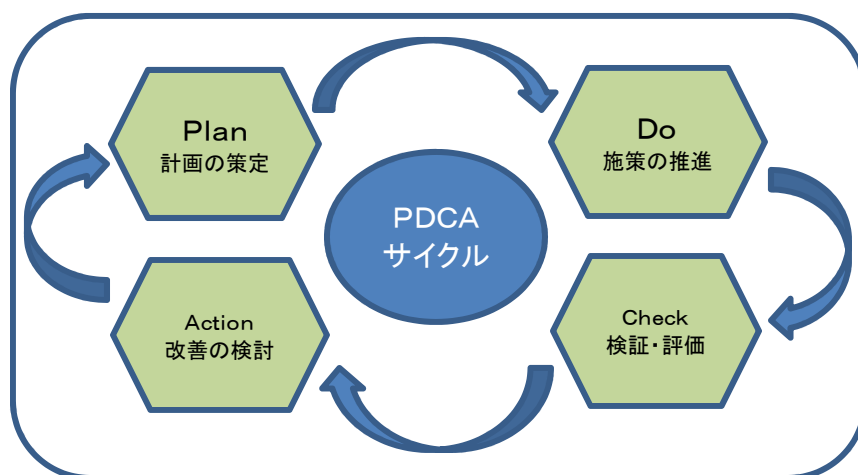 Plan
計画の策定
Do
施策の推進
PDCA
サイクル
Action
改善の検討
Check
検証・評価